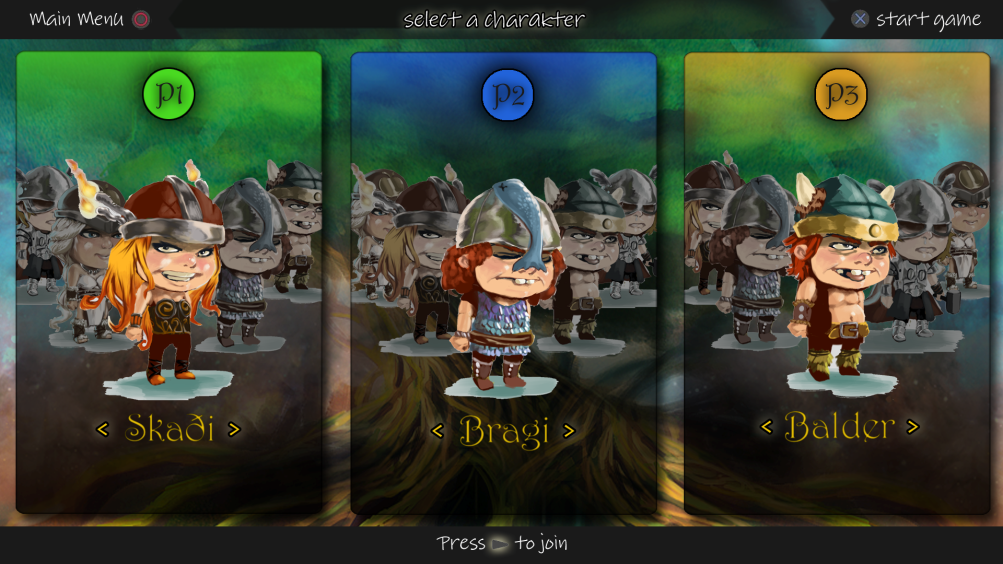 Main Menu
select a charakter
start game
P1
P2
P3
< Skaði >
< Bragi >
< Balder >
Press to join